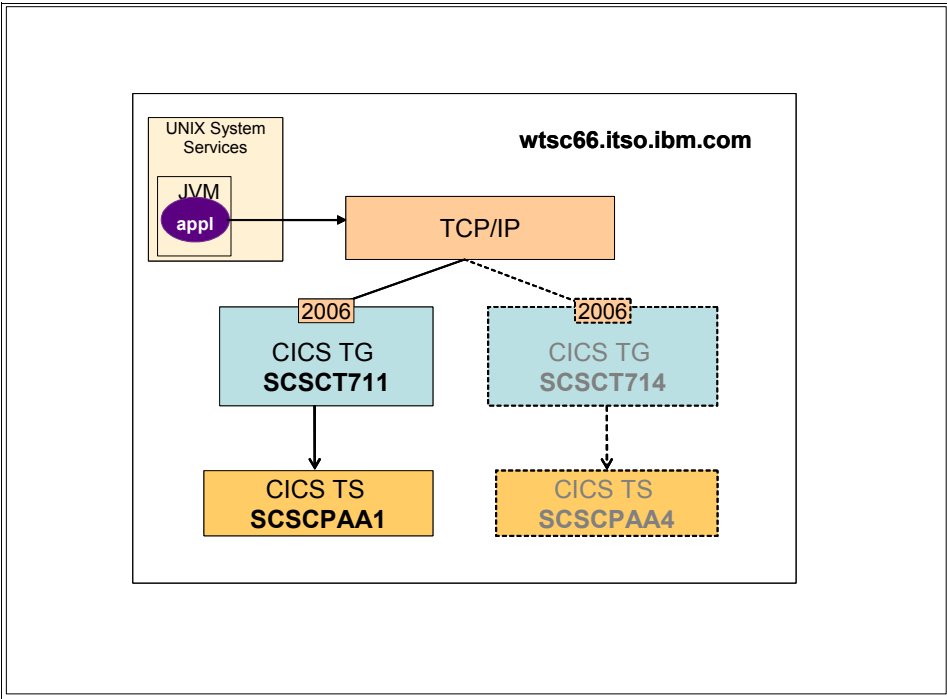 UNIX System
Services
wtsc66.itso.ibm.com
JVM
appl
TCP/IP
2006
2006
CICS TG
SCSCT711
CICS TG
SCSCT714
CICS TS
SCSCPAA1
CICS TS
SCSCPAA4